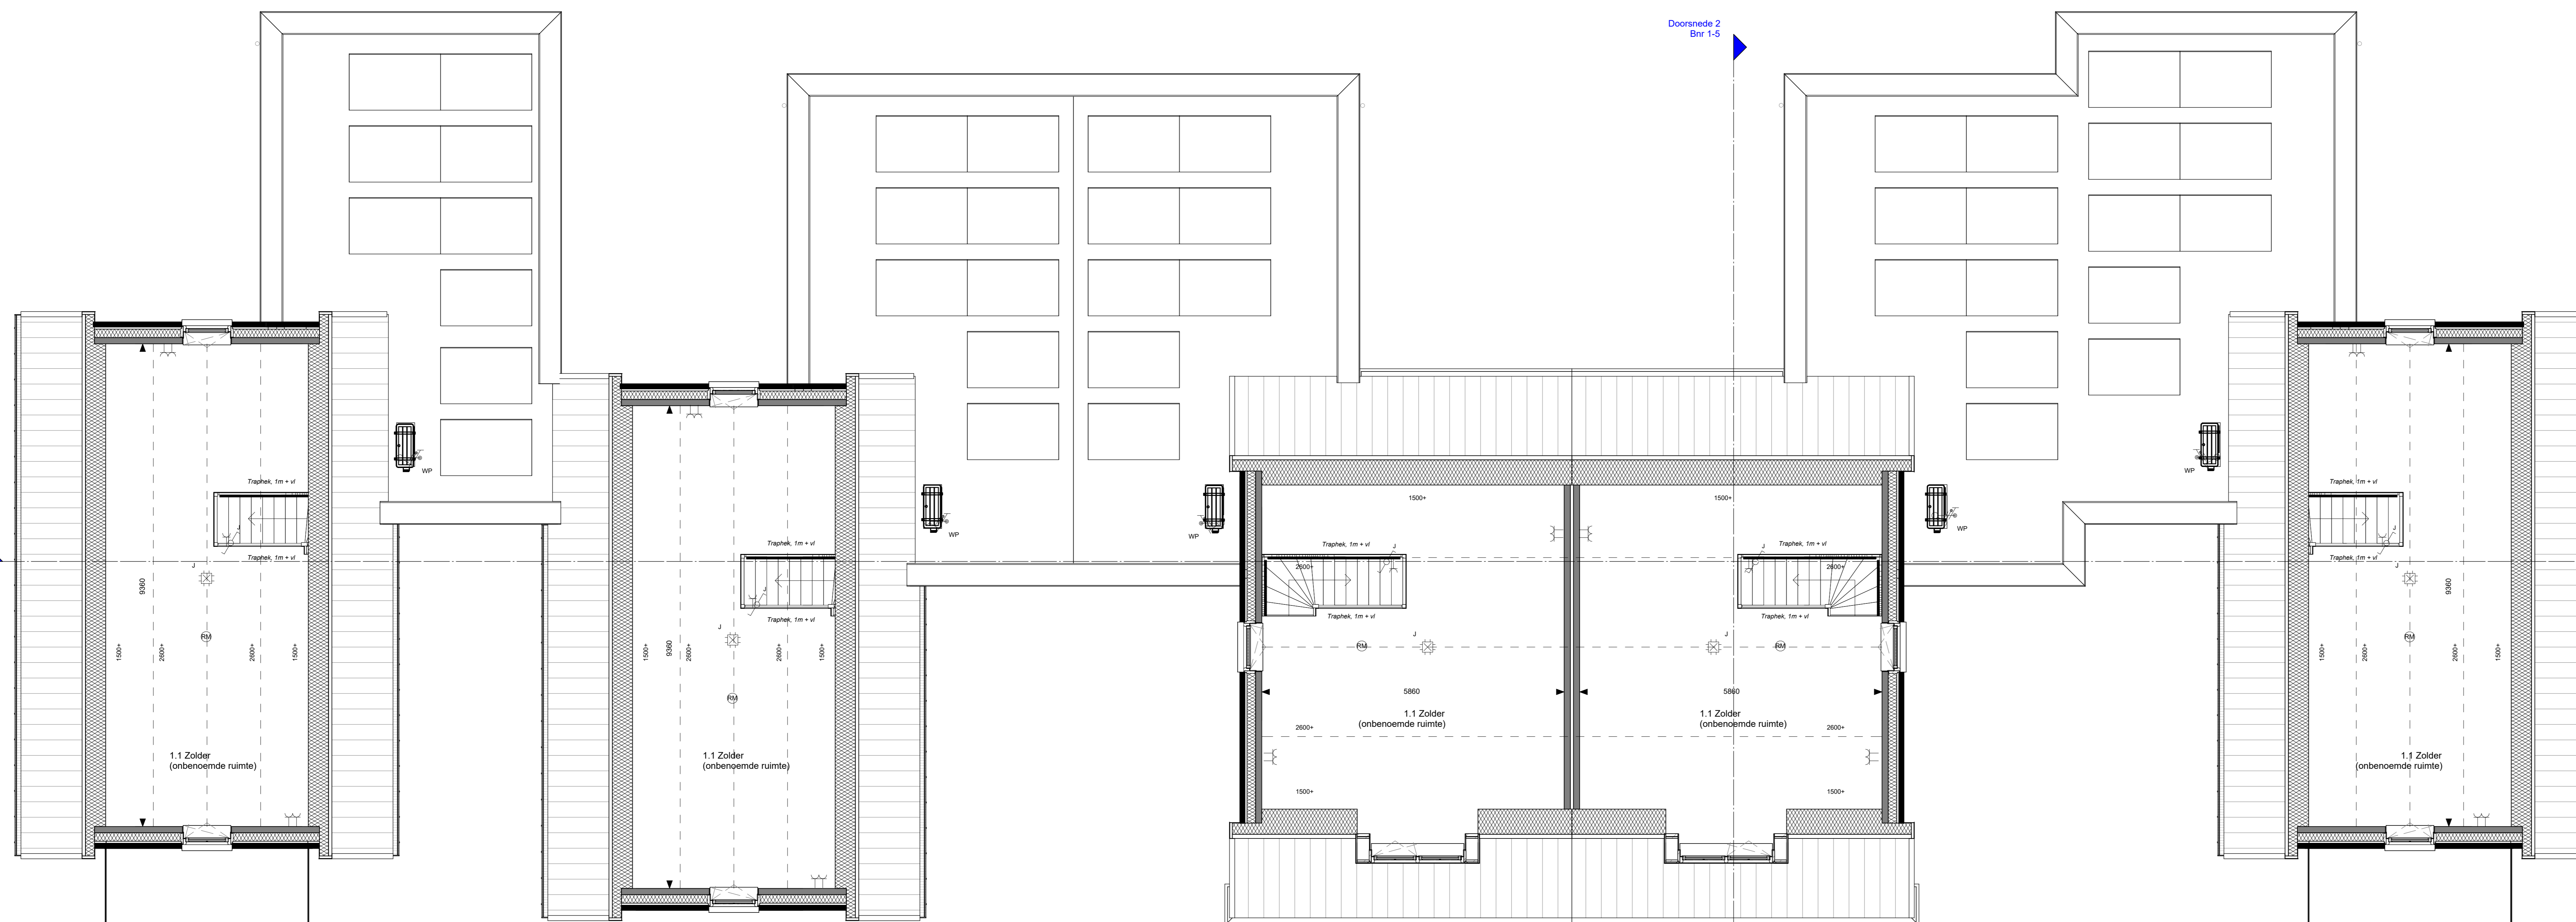 Doorsnede 2
Bnr 1-5
WP
Traphek, 1m + vl
J
Traphek, 1m + vl
J
9360
RM
1500+
2600+
2600+
1500+
1.1 Zolder
(onbenoemde ruimte)
Traphek, 1m + vl
J
Traphek, 1m + vl
J
9360
RM
1500+
2600+
2600+
1500+
1.1 Zolder
(onbenoemde ruimte)
WP
WP
1500+
Traphek, 1m + vl
J
2600+
Traphek, 1m + vl
J
RM
5860
1.1 Zolder
(onbenoemde ruimte)
2600+
1500+
1500+
Traphek, 1m + vl
J
2600+
Traphek, 1m + vl
J
RM
5860
1.1 Zolder
(onbenoemde ruimte)
2600+
1500+
WP
WP
Traphek, 1m + vl
J
Traphek, 1m + vl
J
9360
RM
1500+
2600+
2600+
1500+
1.1 Zolder
(onbenoemde ruimte)